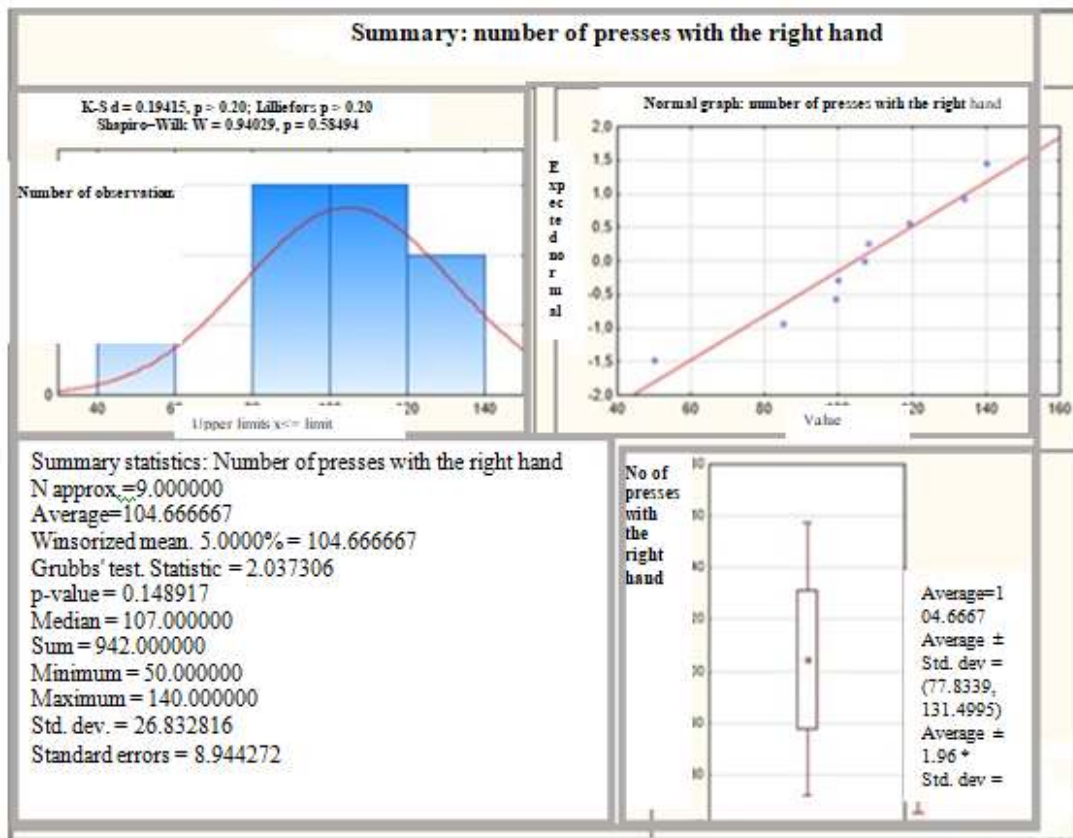 Summary: number of presses with the right hand
K-S d = 0.19415, p > 0.20; Lilliefors p > 0.20
Shapiro–Wilk W = 0.94029, p = 0.58494
Number of observation
0
40
140
Upper limits x<= limit
Normal graph: number of presses with the right hand
Expected normal
2.0
1.5
1.0
0.5
0.0
-0.5
-1.0
-1.5
-2.0
40
60
80
120
140
160
Value
Summary statistics: Number of presses with the right hand
N approx.=9.000000
Average=104.666667
Winsorized mean. 5.0000% = 104.666667
Grubbs' test. Statistic = 2.037306
p-value = 0.148917
Median = 107.000000
Sum = 942.000000
Minimum = 50.000000
Maximum = 140.000000
Std. dev. = 26.832816
Standard errors = 8.944272
No of
presses
with
the
right
hand
Average=1
04.6667
Average ±
Std. dev =
(77.8339,
131.4995)
Average ±
1.96 *
Std. dev =